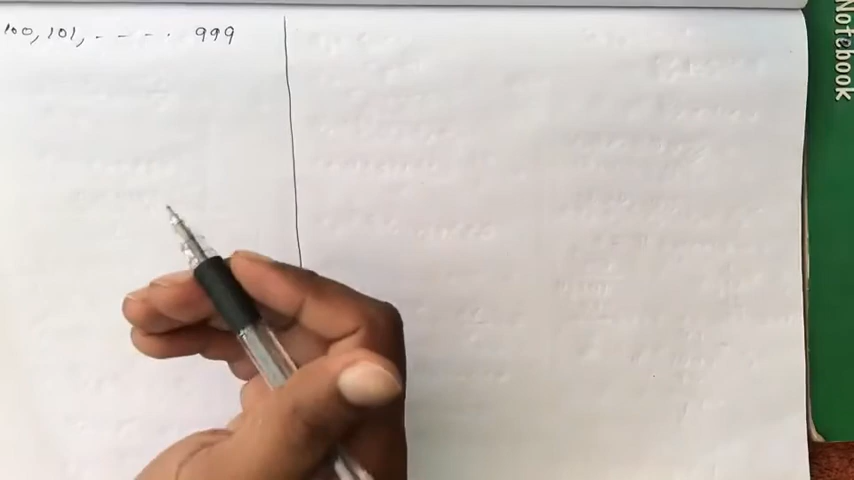 100, 101, - - - . . 999
Notebook